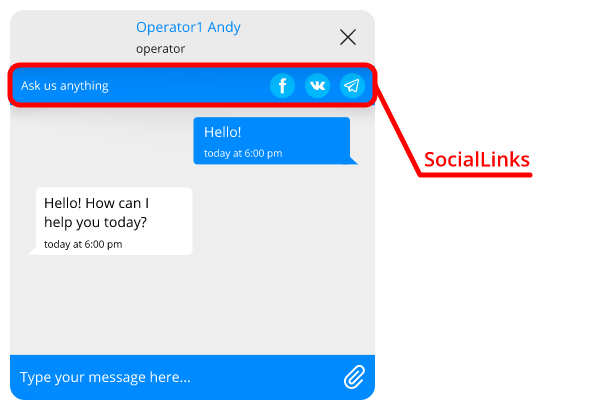 Operator1 Andy
operator
Ask us anything
SocialLinks
Hello!
today at 6:00 pm
Hello! How can I
help you today?
today at 6:00 pm
Type your message here...